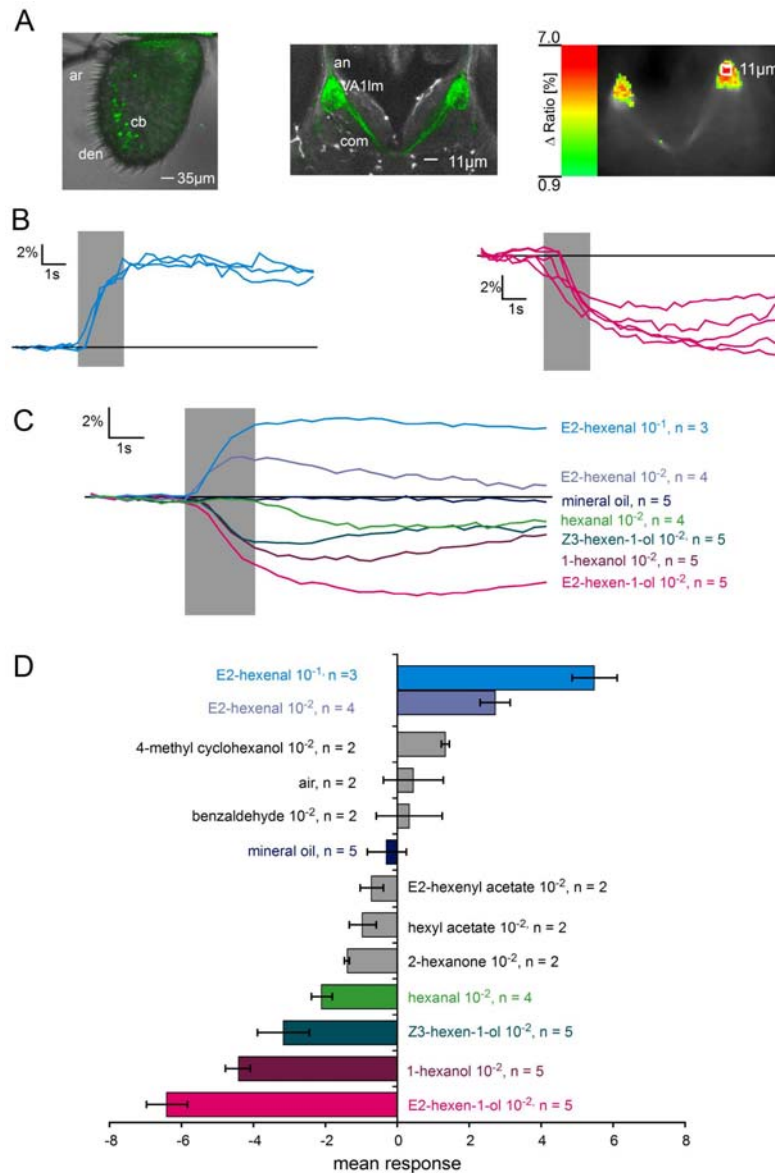 A
ar
cb
den
35µm
an
VA1lm
com
11µm
7.0
Δ Ratio [%]
0.9
11µm
B
2%
1s
2%
1s
C
2%
1s
E2-hexenal 10⁻¹, n = 3
E2-hexenal 10⁻², n = 4
mineral oil, n = 5
hexanal 10⁻², n = 4
Z3-hexen-1-ol 10⁻², n = 5
1-hexanol 10⁻², n = 5
E2-hexen-1-ol 10⁻², n = 5
D
E2-hexenal 10⁻¹, n =3
E2-hexenal 10⁻², n = 4
4-methyl cyclohexanol 10⁻², n = 2
air, n = 2
benzaldehyde 10⁻², n = 2
mineral oil, n = 5
E2-hexenyl acetate 10⁻², n = 2
hexyl acetate 10⁻², n = 2
2-hexanone 10⁻², n = 2
hexanal 10⁻², n = 4
Z3-hexen-1-ol 10⁻², n = 5
1-hexanol 10⁻², n = 5
E2-hexen-1-ol 10⁻², n = 5
-8 -6 -4 -2 0 2 4 6 8
mean response